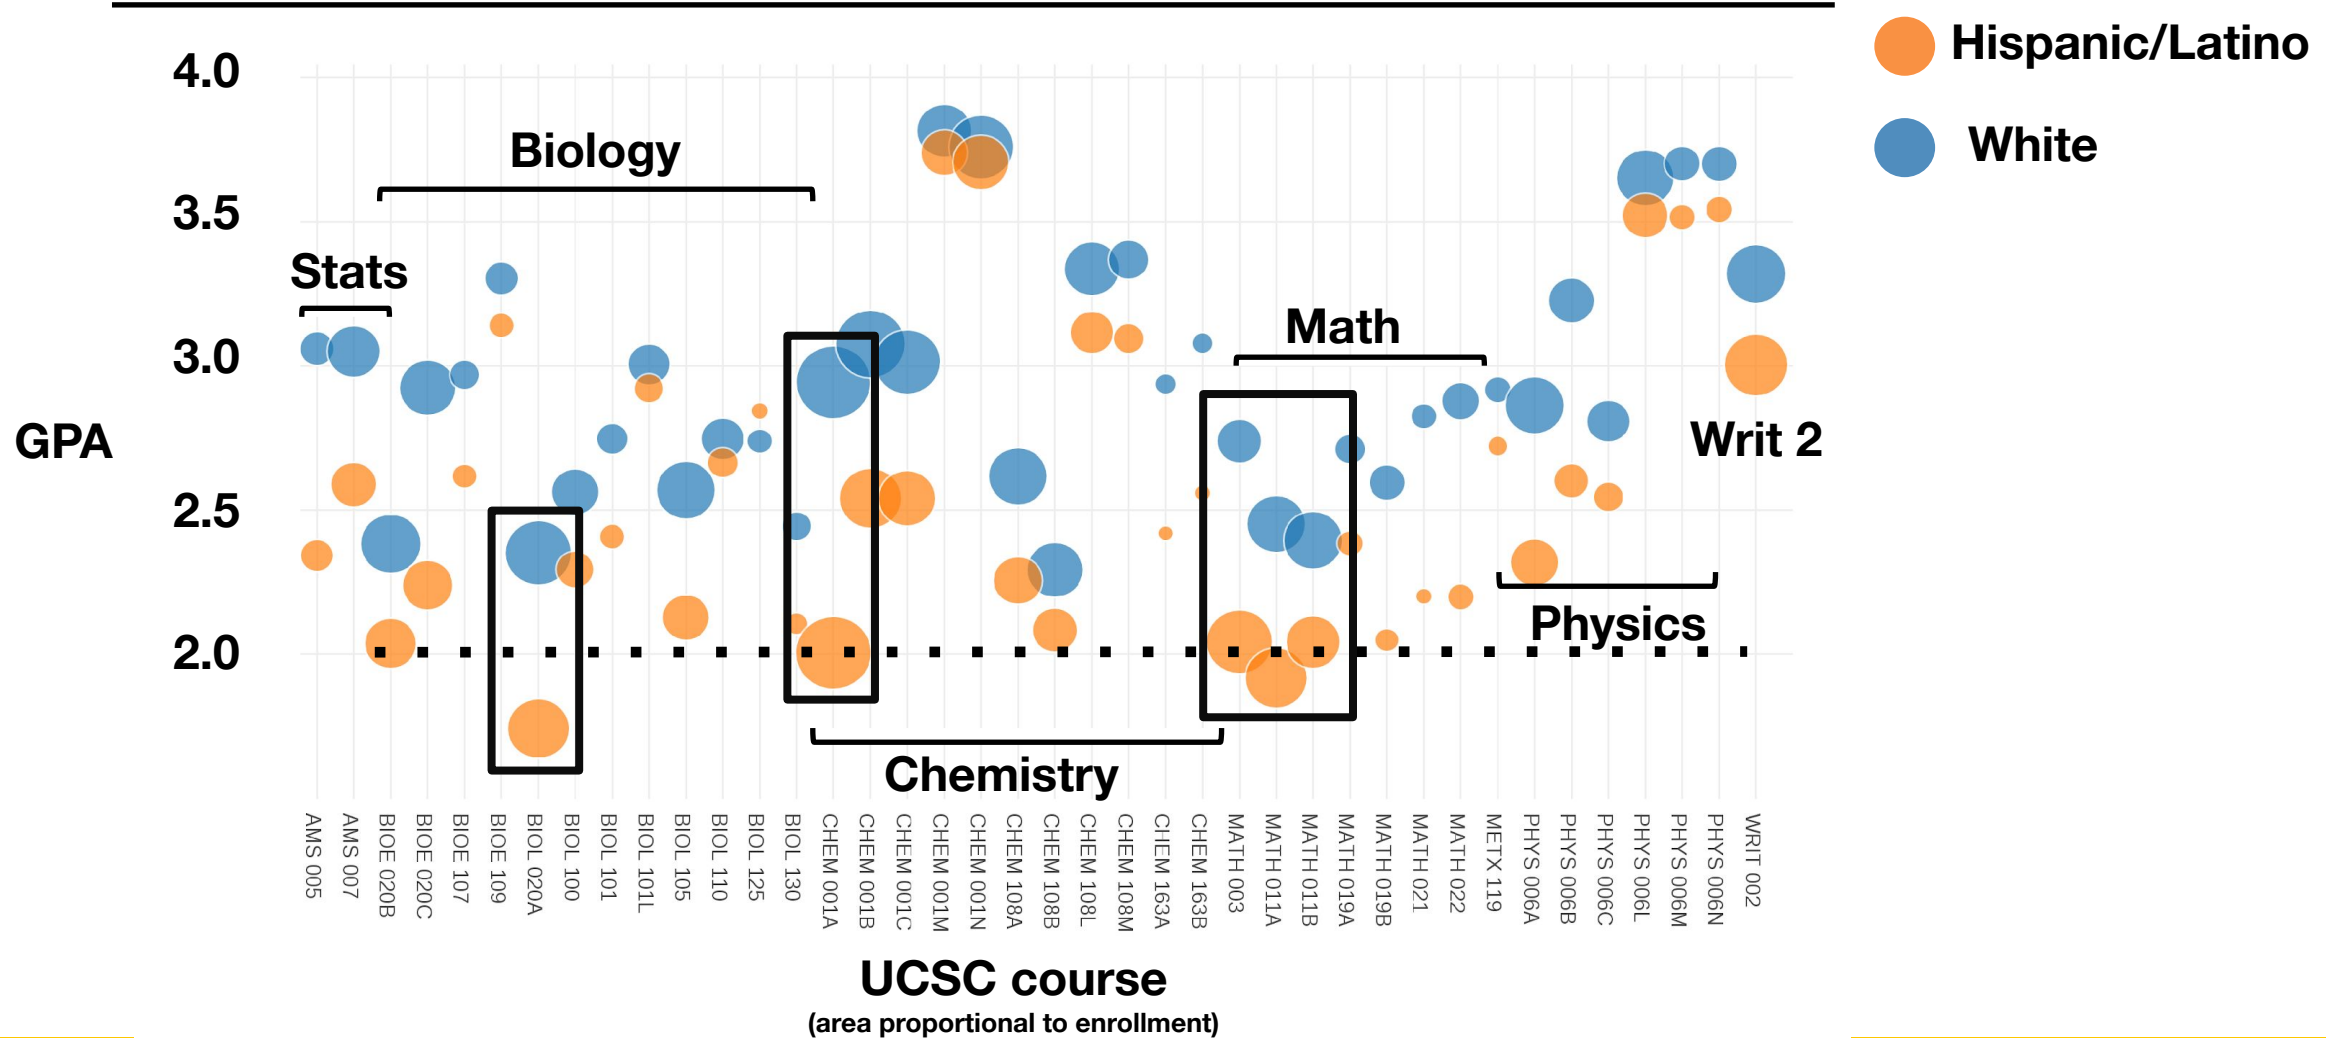 Hispanic/Latino
White
4.0
3.5
3.0
2.5
2.0
GPA
Stats
Biology
Math
Writ 2
Physics
Chemistry
AMS 005
AMS 007
BIOE 020B
BIOE 020C
BIOE 107
BIOE 109
BIOL 020A
BIOL 100
BIOL 101
BIOL 101L
BIOL 105
BIOL 110
BIOL 125
BIOL 130
CHEM 001A
CHEM 001B
CHEM 001C
CHEM 001M
CHEM 001N
CHEM 108A
CHEM 108B
CHEM 108L
CHEM 108M
CHEM 163A
CHEM 163B
MATH 003
MATH 011A
MATH 011B
MATH 019A
MATH 019B
MATH 021
MATH 022
METX 119
PHYS 006A
PHYS 006B
PHYS 006C
PHYS 006L
PHYS 006M
PHYS 006N
WRIT 002
UCSC course
(area proportional to enrollment)